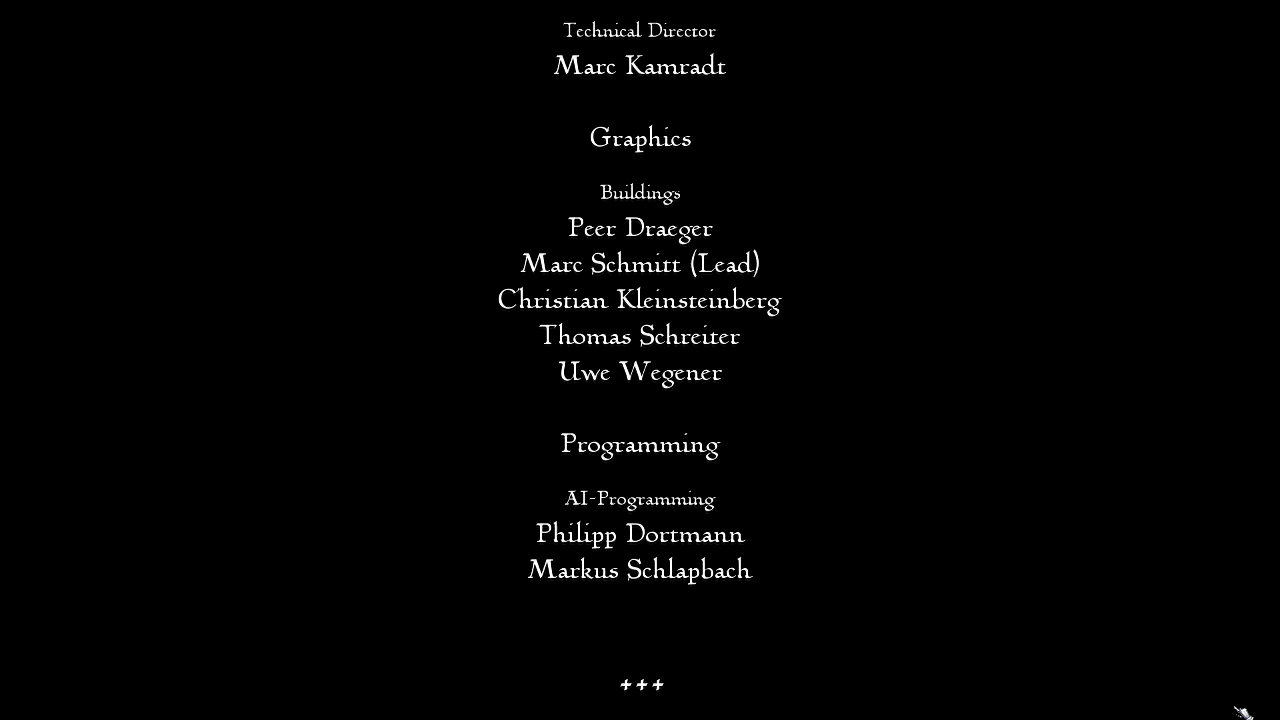 Technical Director
Marc Kamradt
Graphics
Buildings
Peer Draeger
Marc Schmitt (Lead)
Christian Kleinsteinberg
Thomas Schreiter
Uwe Wegener
Programming
AI-Programming
Philipp Dortmann
Markus Schlapbach
+++